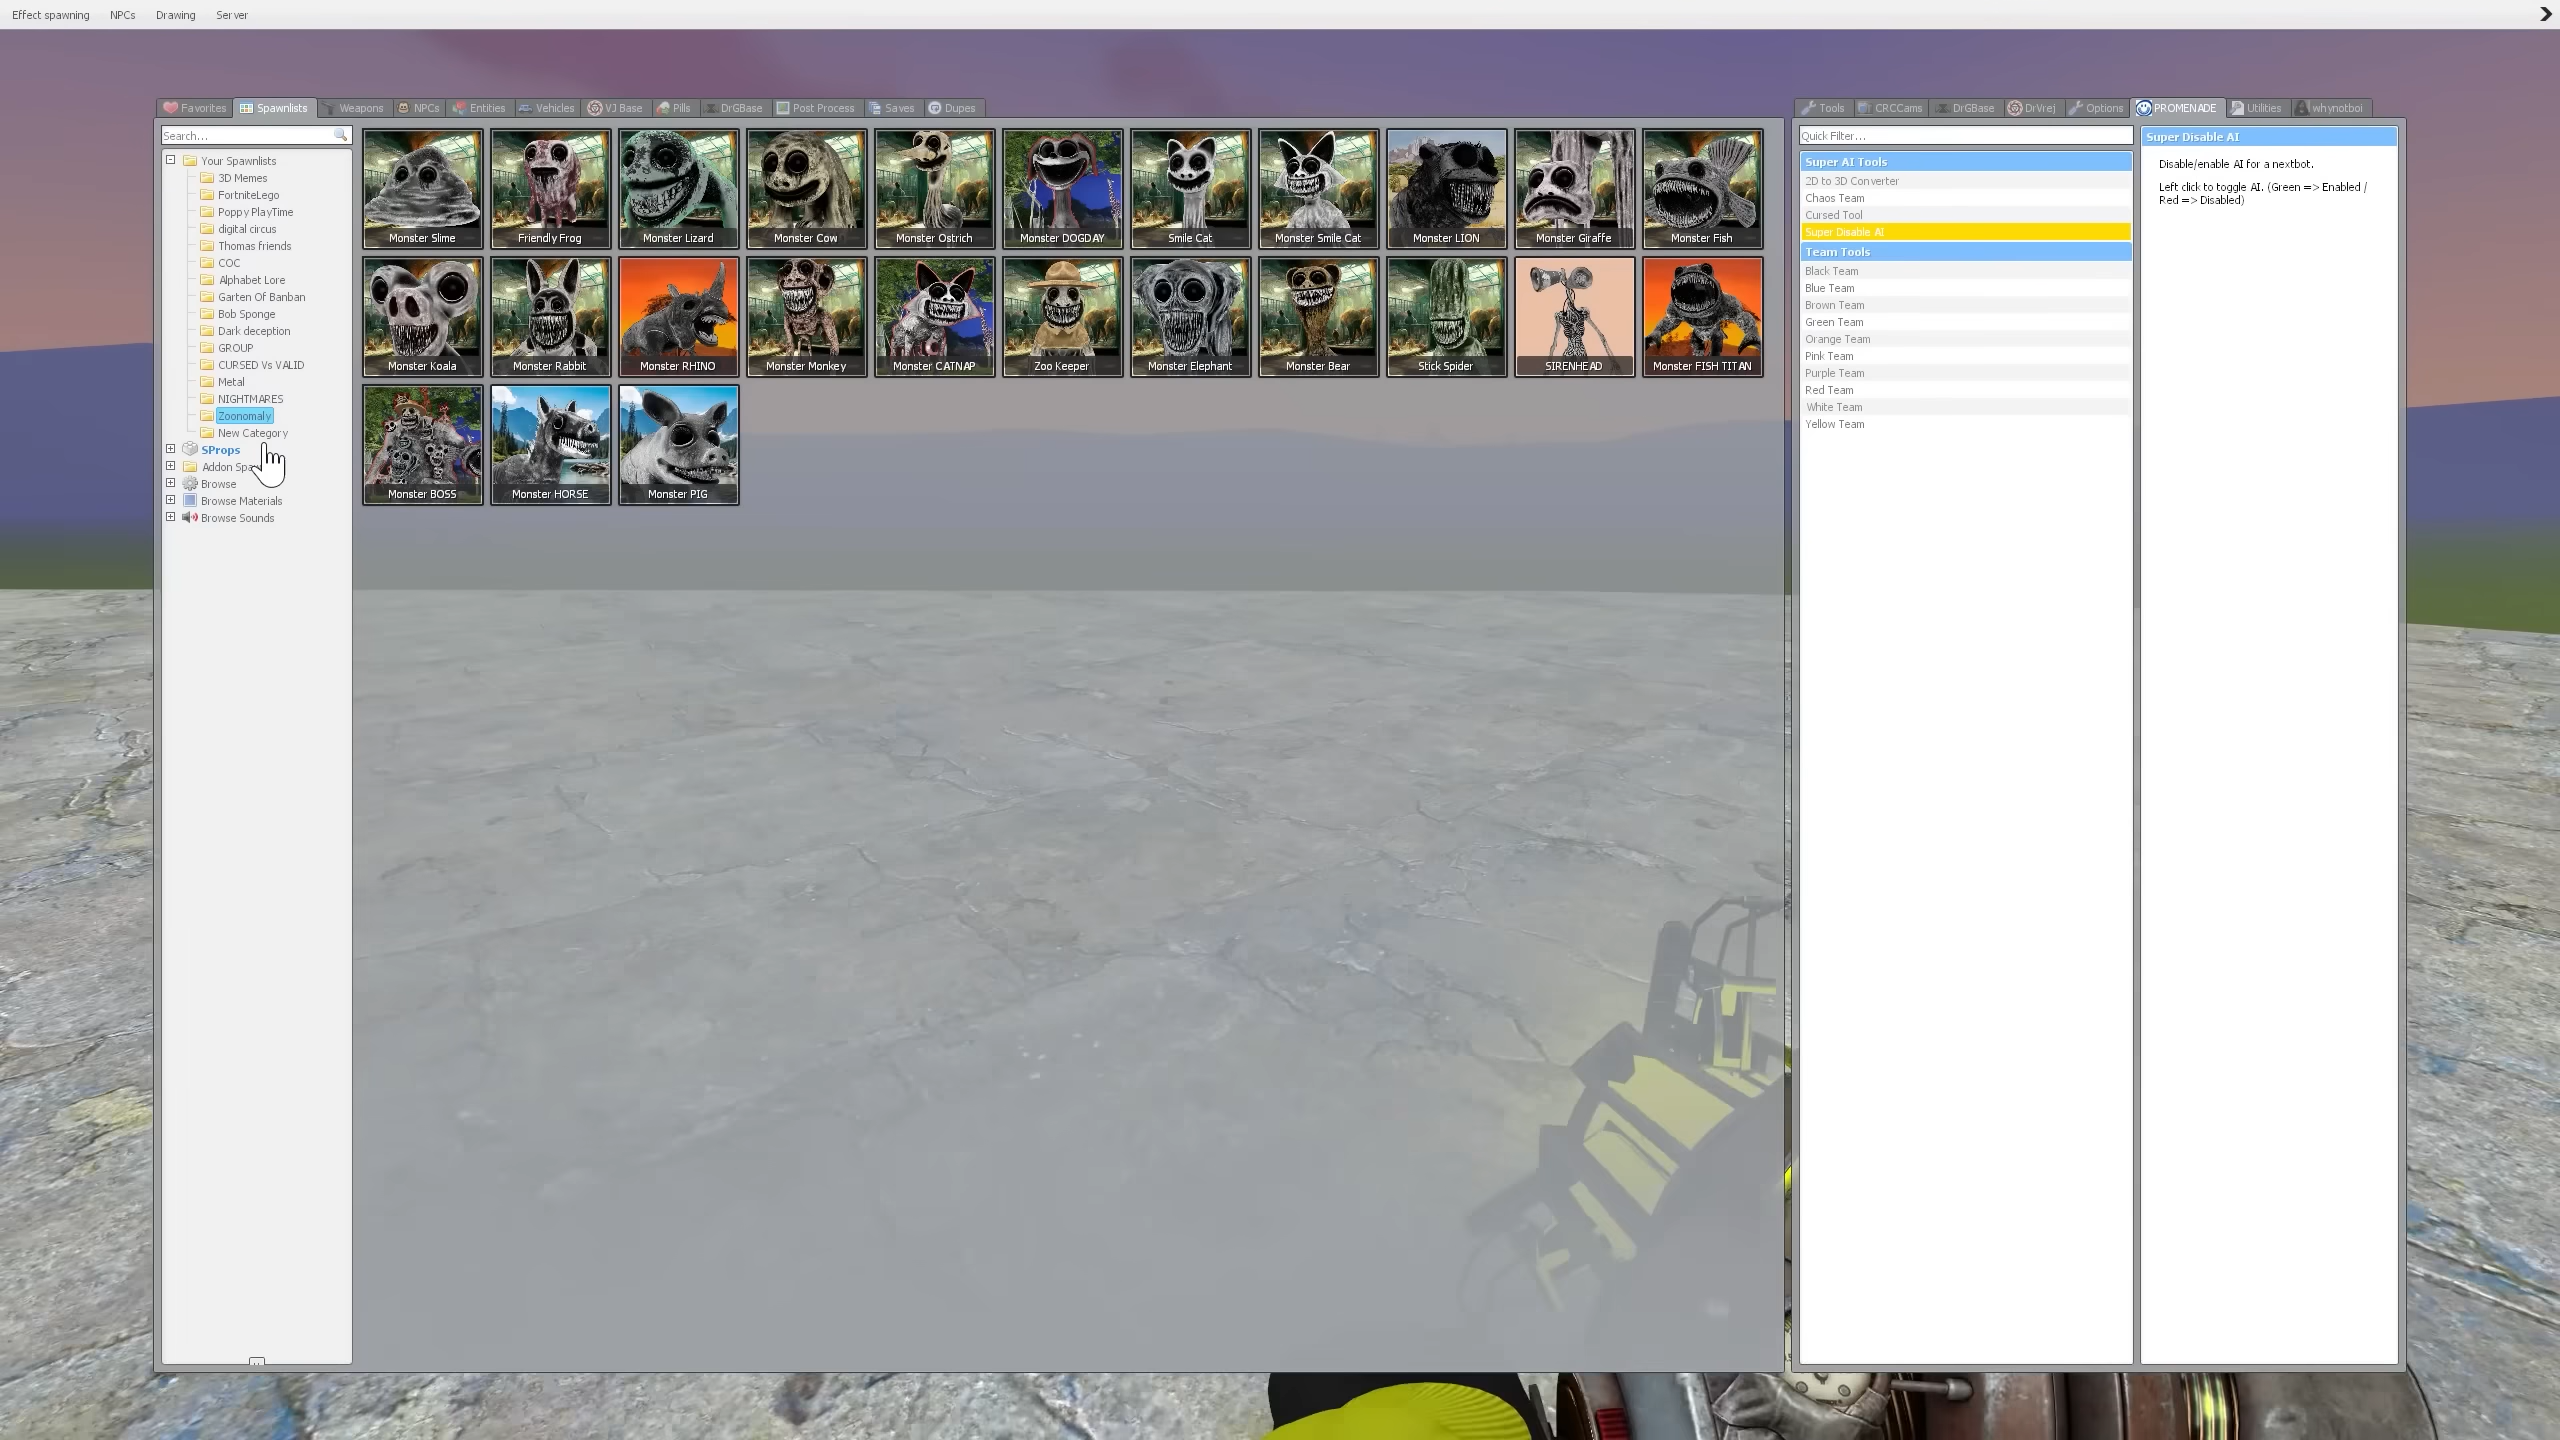 Effect spawning NPCs Drawing Server
Favorites Spawnlists Weapons NPCs Entities Vehicles VJ Base Pills DrGBase Post Process Saves Dupes
Search...
Your Spawnlists
3D Memes
FortniteLego
Poppy PlayTime
digital circus
Thomas friends
COC
Alphabet Lore
Garten Of Banban
Bob Sponge
Dark deception
GROUP
CURSED Vs VALID
Metal
NIGHTMARES
Zoonomaly
New Category
SProps
Addon Spa
Browse
Browse Materials
Browse Sounds
Monster Slime Friendly Frog Monster Lizard Monster Cow Monster Ostrich Monster DOGDAY Smile Cat Monster Smile Cat Monster LION Monster Giraffe Monster Fish
Monster Koala Monster Rabbit Monster RHINO Monster Monkey Monster CATNAP Zoo Keeper Monster Elephant Monster Bear Stick Spider SIRENHEAD Monster FISH TITAN
Monster BOSS Monster HORSE Monster PIG
Tools CRCCams DrGBase DrVrej Options PROMENADE Utilities whynotboi
Quick Filter...
Super AI Tools
2D to 3D Converter
Chaos Team
Cursed Tool
Super Disable AI
Team Tools
Black Team
Blue Team
Brown Team
Green Team
Orange Team
Pink Team
Purple Team
Red Team
White Team
Yellow Team
Super Disable AI
Disable/enable AI for a nextbot.
Left click to toggle AI. (Green => Enabled /
Red => Disabled)